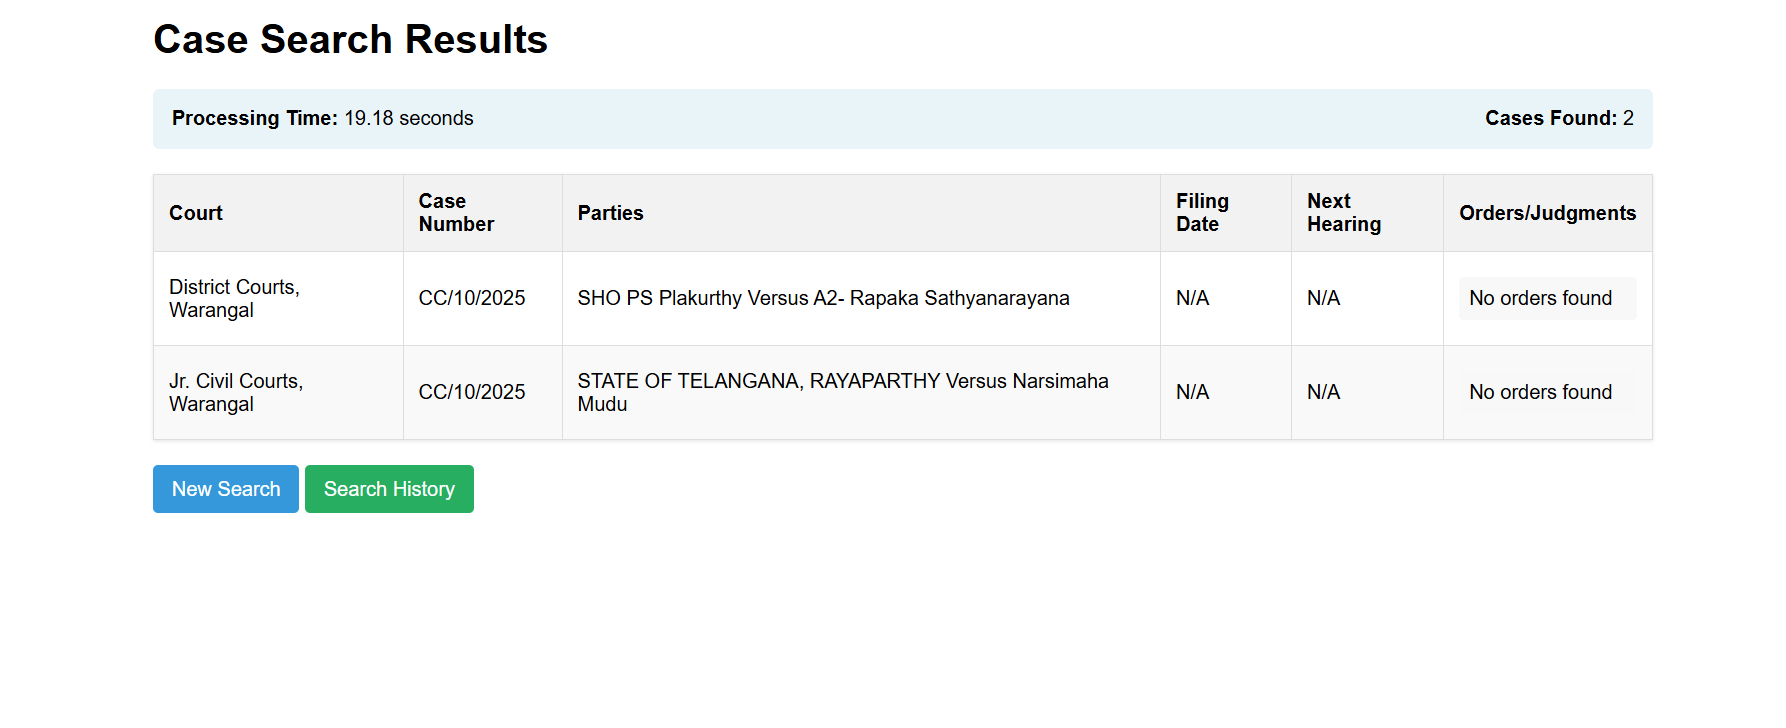 Case Search Results
Processing Time: 19.18 seconds
Cases Found: 2
Court
Case
Number
Parties
Filing
Date
Next
Hearing
Orders/Judgments
District Courts,
Warangal
CC/10/2025
SHO PS Plakurthy Versus A2- Rapaka Sathyanarayana
N/A
N/A
No orders found
Jr. Civil Courts,
Warangal
CC/10/2025
STATE OF TELANGANA, RAYAPARTHY Versus Narsimaha
Mudu
N/A
N/A
No orders found
New Search
Search History